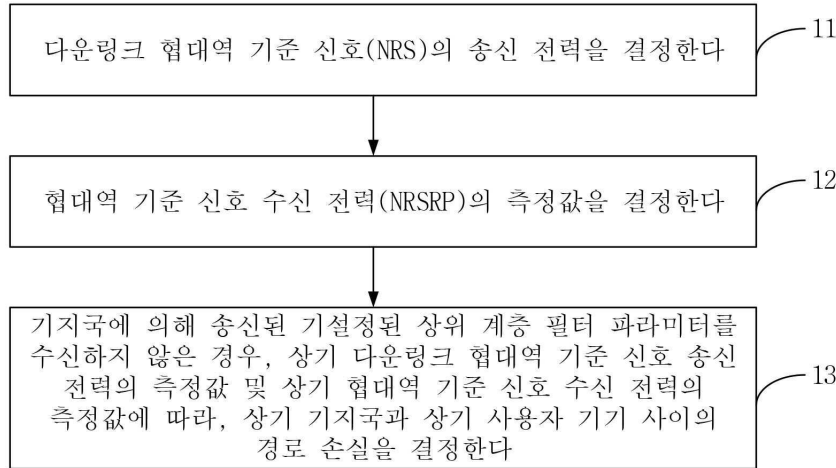 다운링크 협대역 기준 신호(NRS)의 송신 전력을 결정한다
11
협대역 기준 신호 수신 전력(NRSRP)의 측정값을 결정한다
12
기지국에 의해 송신된 기설정된 상위 계층 필터 파라미터를
수신하지 않은 경우, 상기 다운링크 협대역 기준 신호 송신
전력의 측정값 및 상기 협대역 기준 신호 수신 전력의
측정값에 따라, 상기 기지국과 상기 사용자 기기 사이의
경로 손실을 결정한다
13